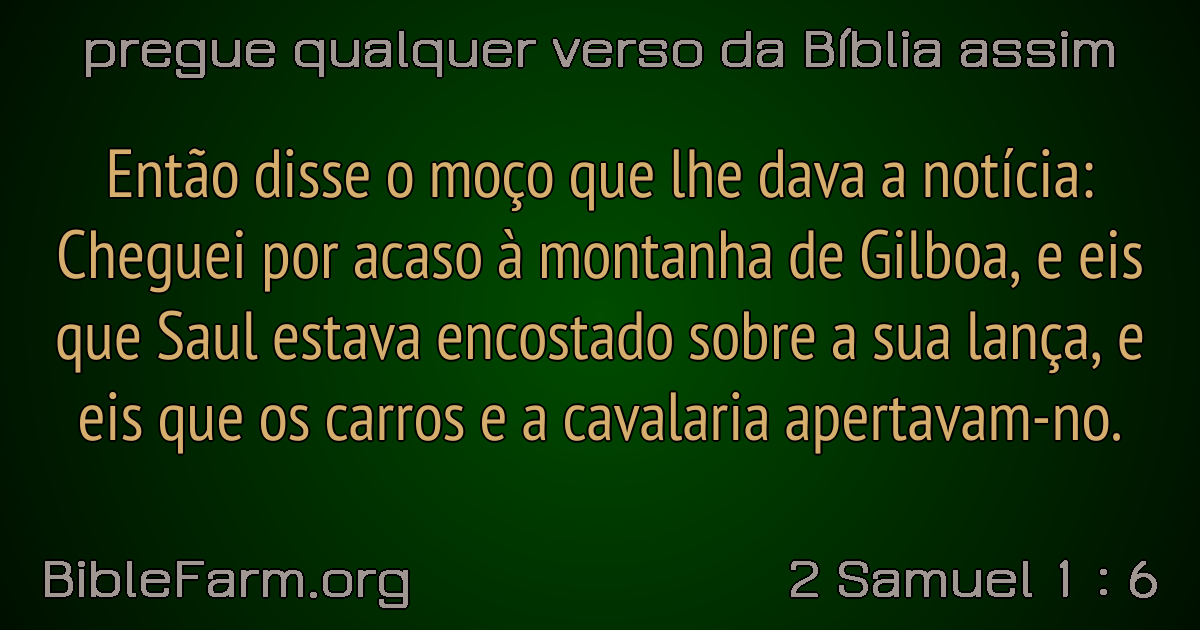 pregue qualquer verso da Bíblia assim
Então disse o moço que lhe dava a notícia:
Cheguei por acaso à montanha de Gilboa, e eis
que Saul estava encostado sobre a sua lança, e
eis que os carros e a cavalaria apertavam-no.
BibleFarm.org
2 Samuel 1 : 6